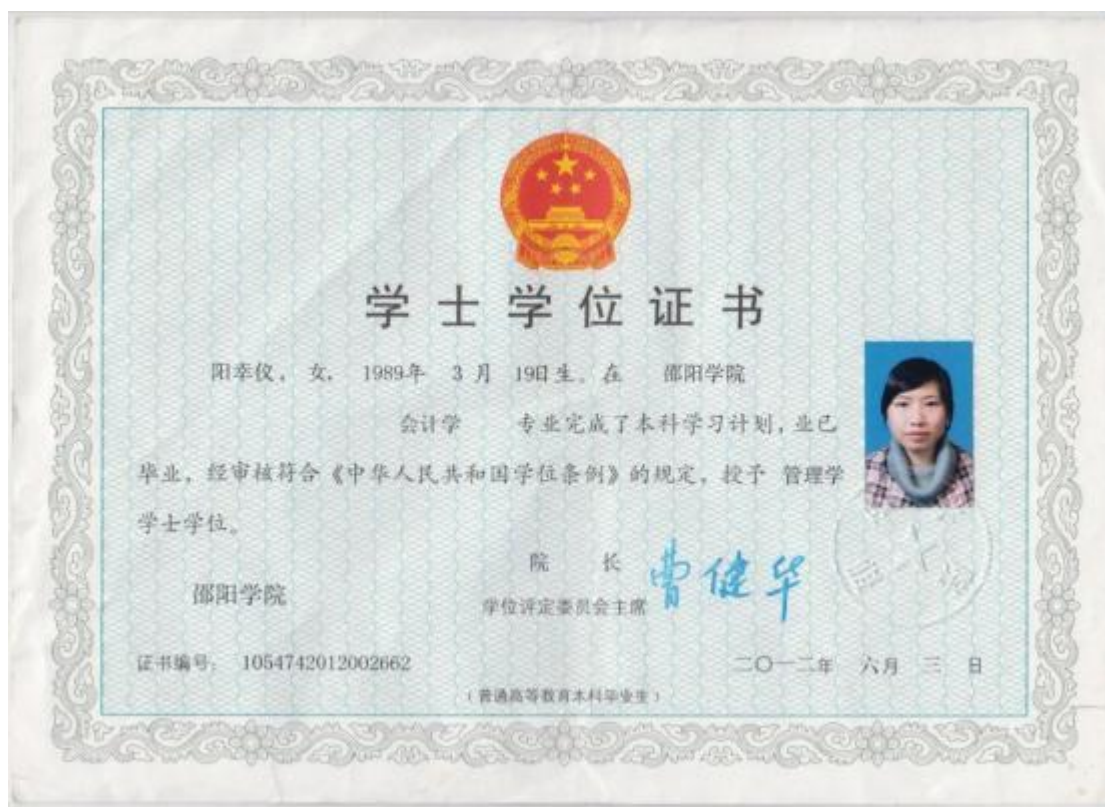 学士学位证书
阳幸仪，女，1989年 3月 19日生。在 邵阳学院
会计学 专业完成了本科学习计划，业已
毕业，经审核符合《中华人民共和国学位条例》的规定，授予 管理学
学士学位。
院 长 曹健华
邵阳学院
学位评定委员会主席
证书编号：1054742012002662
二〇一二年 六月 三 日
（普通高等教育本科毕业生）